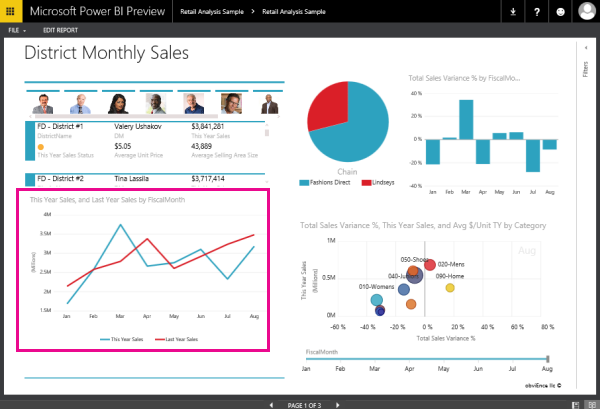 Microsoft Power BI Preview
Retail Analysis Sample > Retail Analysis Sample
?
FILE
EDIT REPORT
District Monthly Sales
Filters
FD - District #1 Valery Ushakov $3,841,281
DistrictName DM This Year Sales
$5.05 43,889
This Year Sales Status Average Unit Price Average Selling Area Size
FD - District #2 Tina Lassila $3,717,414
Chain
Fashions Direct Lindseys
Total Sales Variance % by FiscalMo...
40 %
20 %
0 %
-20 %
-40 %
Jan Feb Mar Apr May Jun Jul Aug
This Year Sales, and Last Year Sales by FiscalMonth
4M
3.5M
3M
2.5M
2M
1.5M
(Millions)
Jan Feb Mar Apr May Jun Jul Aug
This Year Sales Last Year Sales
Total Sales Variance %, This Year Sales, and Avg $/Unit TY by Category
Aug
1M
0.5M
0M
This Year Sales
(Millions)
050-Shoes
020-Mens
090-Home
010-Womens
-60 % -40 % -20 % 0 % 20 % 40 % 60 %
Total Sales Variance %
FiscalMonth
Jan Feb Mar Apr May Jun Jul Aug
obviEnce llc ©
PAGE 1 OF 3